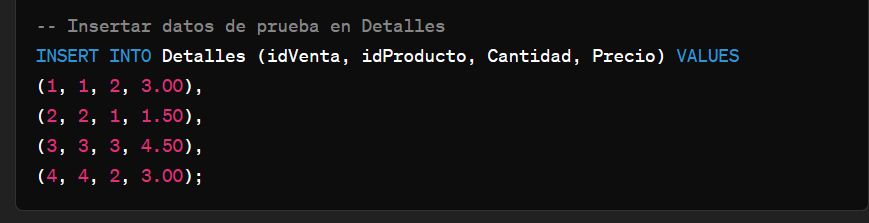 -- Insertar datos de prueba en Detalles
INSERT INTO Detalles (idVenta, idProducto, Cantidad, Precio) VALUES
(1, 1, 2, 3.00),
(2, 2, 1, 1.50),
(3, 3, 3, 4.50),
(4, 4, 2, 3.00);